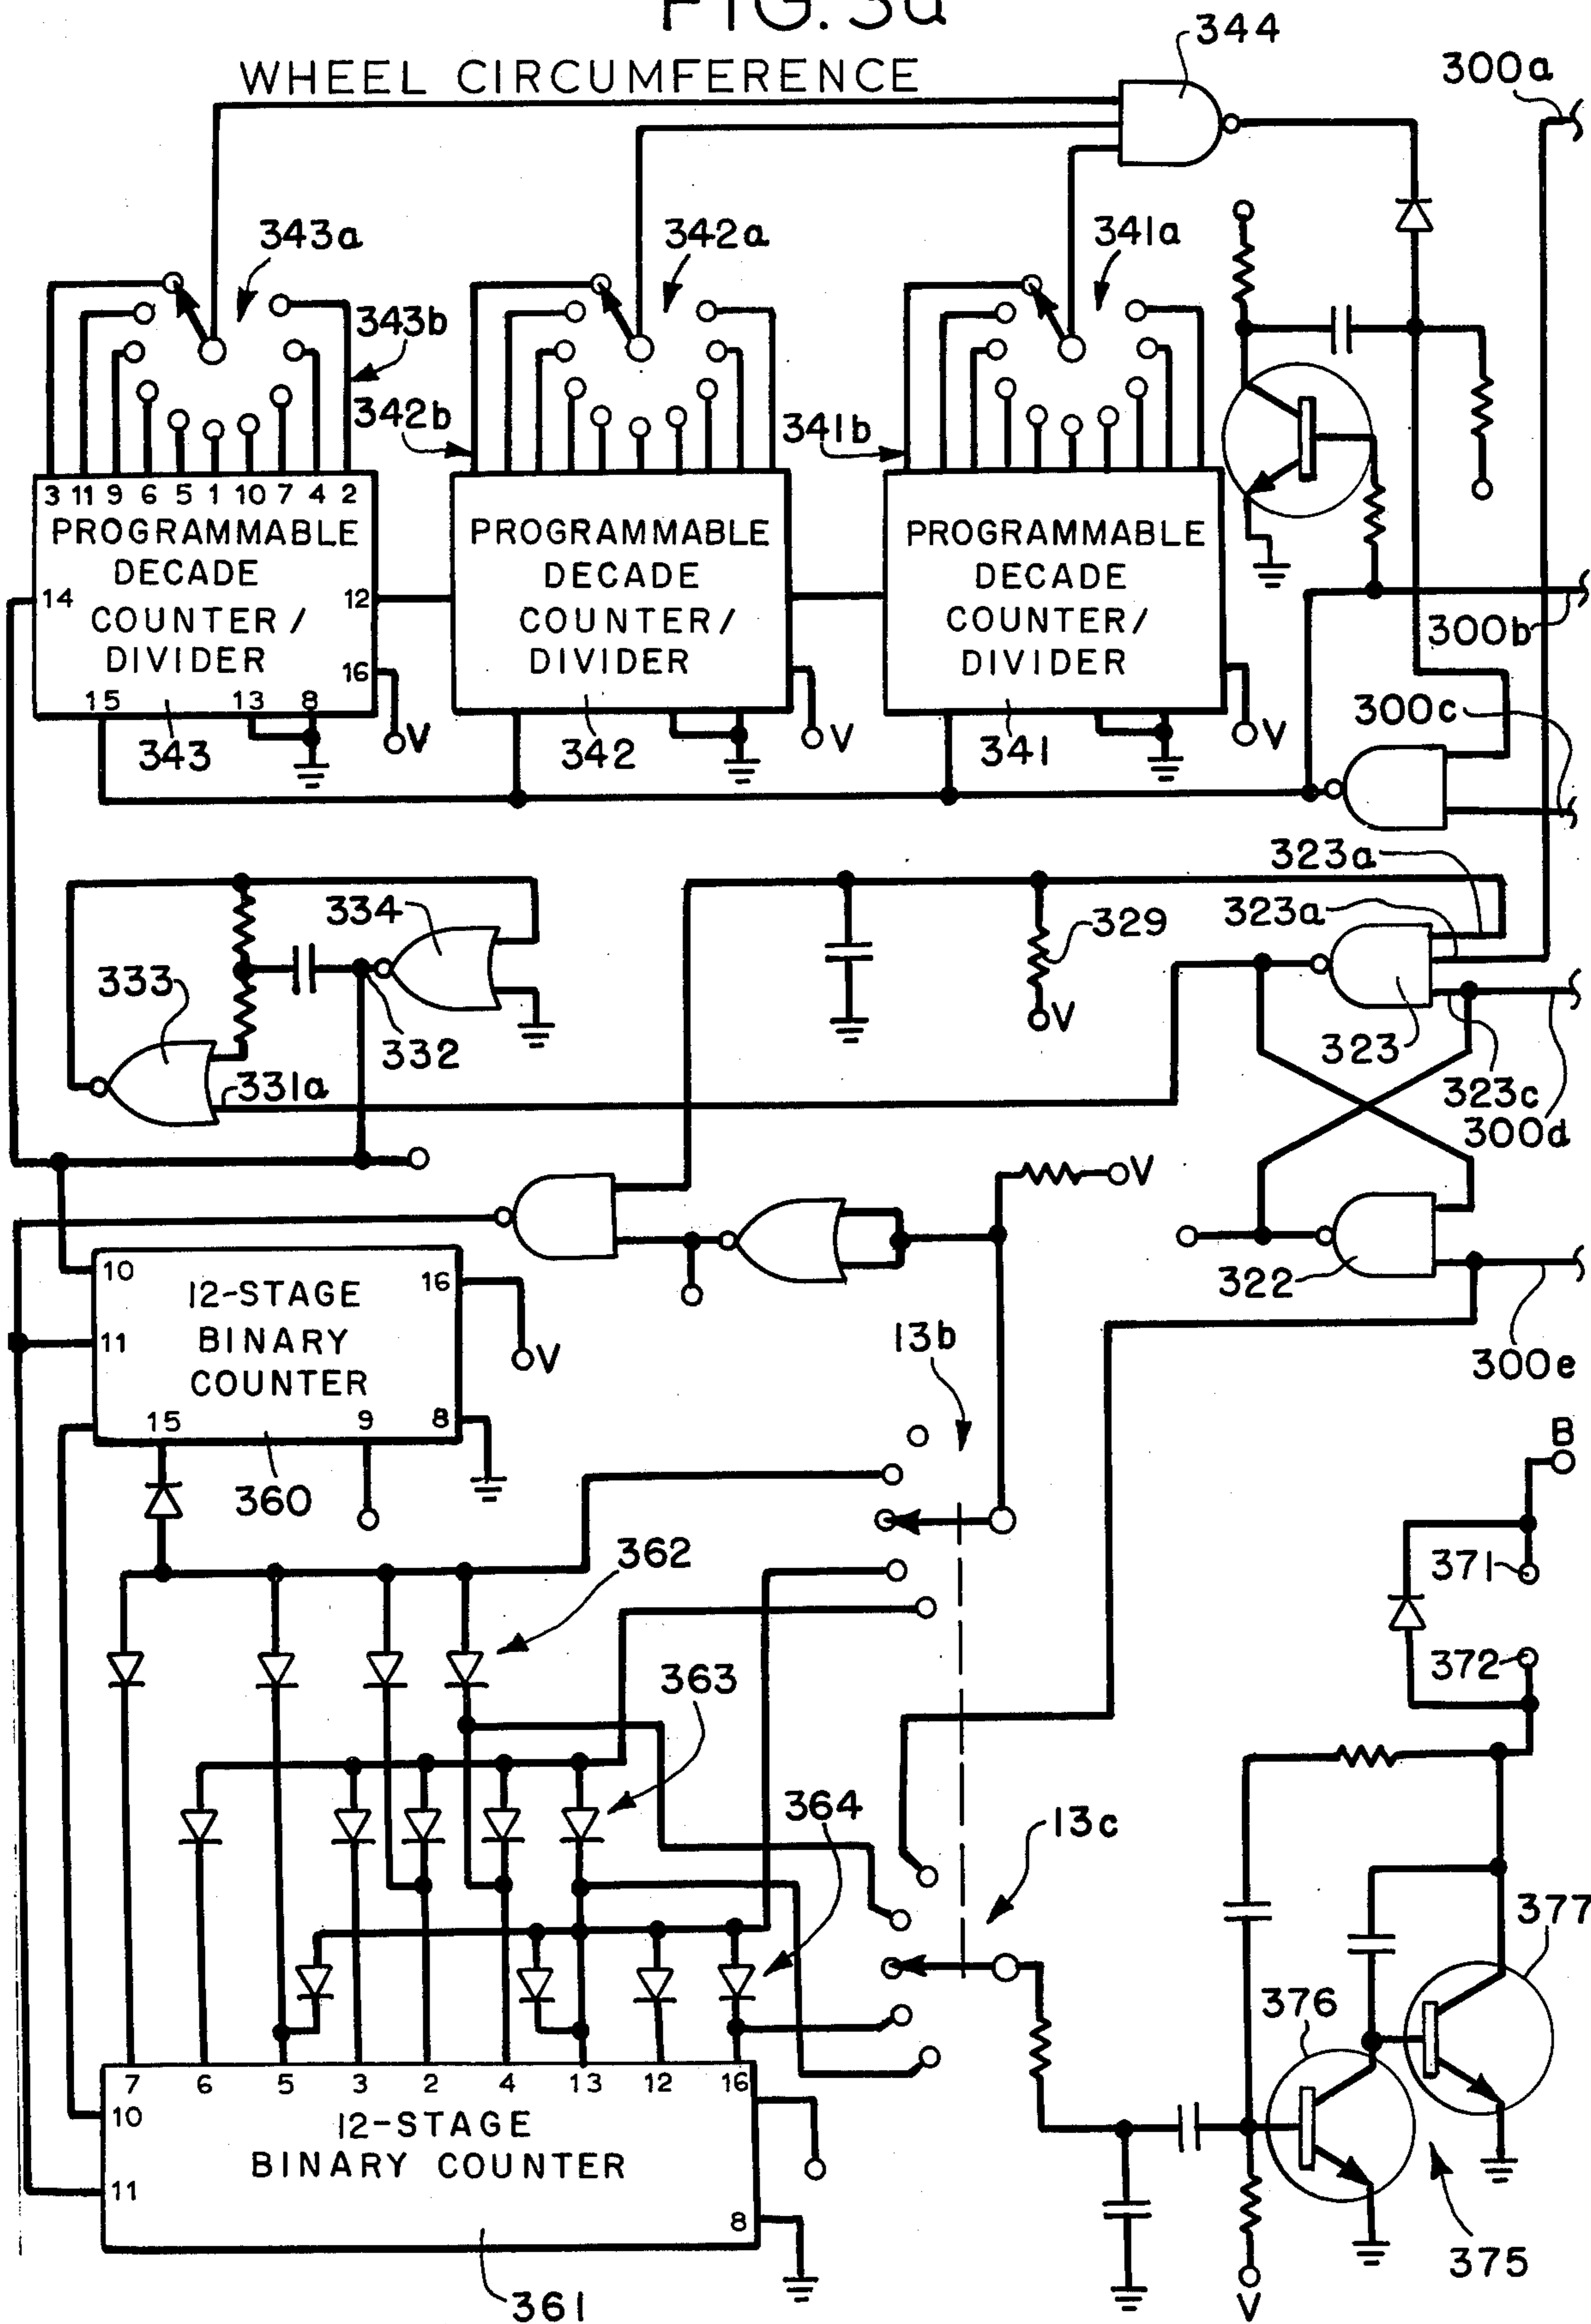 FIG. 3a
WHEEL CIRCUMFERENCE
344
300a
343a
342a
341a
343b
342b
341b
3 11 9 6 5 1 10 7 4 2
PROGRAMMABLE
DECADE
COUNTER/
DIVIDER
14
12
16
15
13
8
V
343
PROGRAMMABLE
DECADE
COUNTER/
DIVIDER
V
342
PROGRAMMABLE
DECADE
COUNTER/
DIVIDER
V
341
300b
300c
323a
323a
334
329
333
V
332
323
331a
323c
300d
V
322
10
16
12-STAGE
BINARY
COUNTER
11
V
13b
300e
15
9
8
B
360
362
371
363
372
364
13c
377
376
7 6 5 3 2 4 13 12 16
10
12-STAGE
BINARY COUNTER
11
8
375
361
V